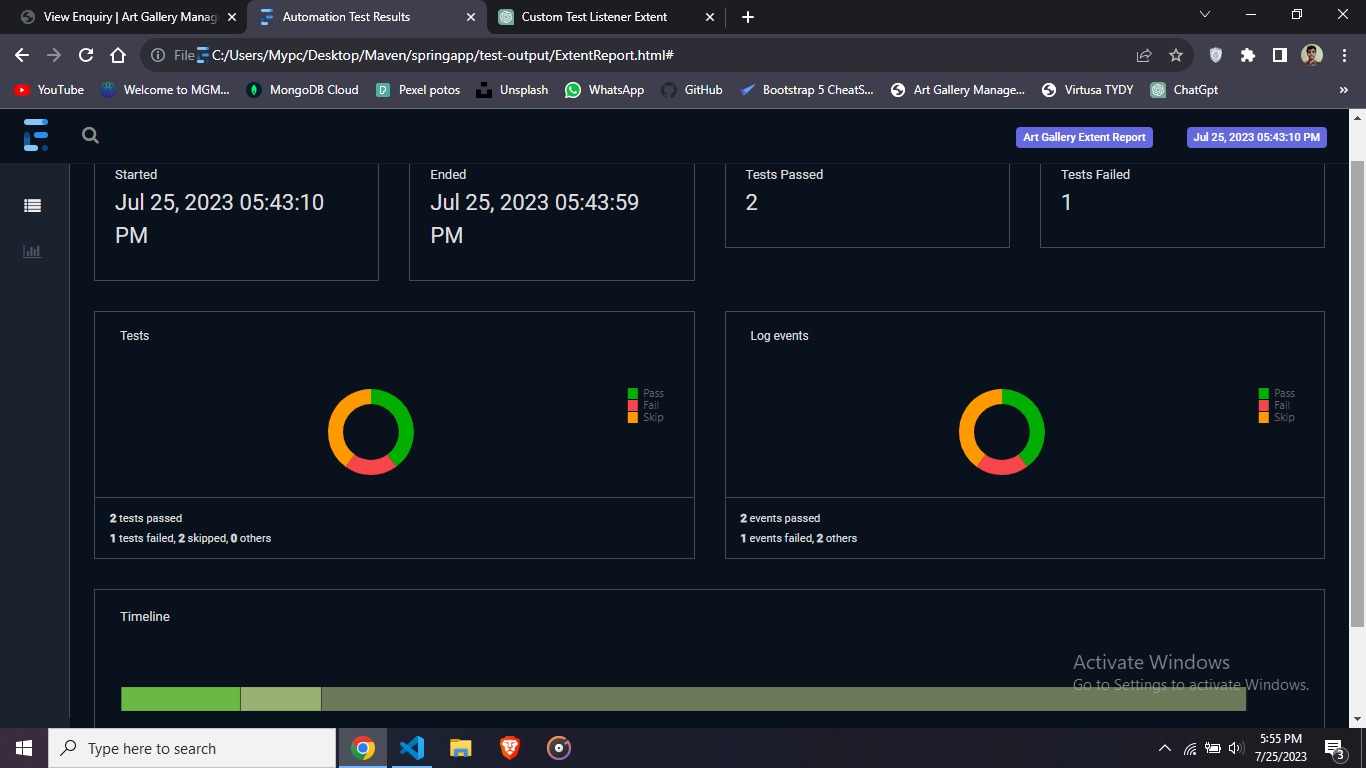 View Enquiry | Art Gallery Manag
Automation Test Results
Custom Test Listener Extent
File C:/Users/Mypc/Desktop/Maven/springapp/test-output/ExtentReport.html#
YouTube
Welcome to MGM...
MongoDB Cloud
Pexel potos
Unsplash
WhatsApp
GitHub
Bootstrap 5 CheatS...
Art Gallery Manage...
Virtusa TYDY
ChatGpt
»
Art Gallery Extent Report
Jul 25, 2023 05:43:10 PM
Started
Jul 25, 2023 05:43:10
PM
Ended
Jul 25, 2023 05:43:59
PM
Tests Passed
2
Tests Failed
1
Tests
Pass
Fail
Skip
2 tests passed
1 tests failed, 2 skipped, 0 others
Log events
Pass
Fail
Skip
2 events passed
1 events failed, 2 others
Timeline
Activate Windows
Go to Settings to activate Windows.
Type here to search
5:55 PM
7/25/2023
3